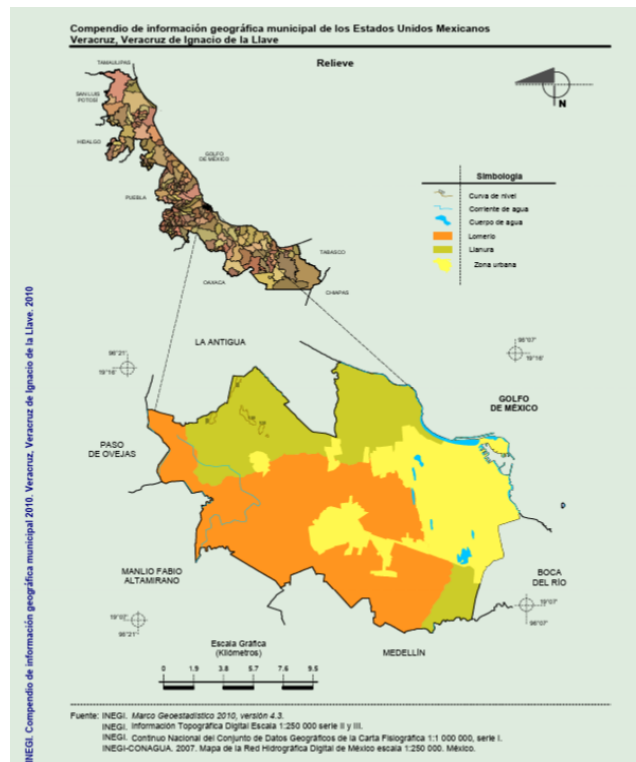 Compendio de información geográfica municipal de los Estados Unidos Mexicanos
Veracruz, Veracruz de Ignacio de la Llave
Relieve
TAMAULIPAS
SAN LUIS
POTOSÍ
HIDALGO
GOLFO
DE MÉXICO
PUEBLA
TABASCO
OAXACA
CHIAPAS
N
Simbología
Curva de nivel
Corriente de agua
Cuerpo de agua
Lomerío
Llanura
Zona urbana
LA ANTIGUA
96°21'
19°16'
96°07'
19°16'
GOLFO
DE MÉXICO
PASO
DE OVEJAS
MANLIO FABIO
ALTAMIRANO
BOCA
DEL RÍO
19°07'
96°21'
19°07'
96°07'
MEDELLÍN
Escala Gráfica
(Kilómetros)
0 1.9 3.8 5.7 7.6 9.5
Fuente: INEGI. Marco Geoestadístico 2010, versión 4.3.
INEGI. Información Topográfica Digital Escala 1:250 000 serie II y III.
INEGI. Continuo Nacional del Conjunto de Datos Geográficos de la Carta Fisiográfica 1:1 000 000, serie I.
INEGI-CONAGUA. 2007. Mapa de la Red Hidrográfica Digital de México escala 1:250 000. México.
INEGI. Compendio de información geográfica municipal 2010. Veracruz, Veracruz de Ignacio de la Llave. 2010